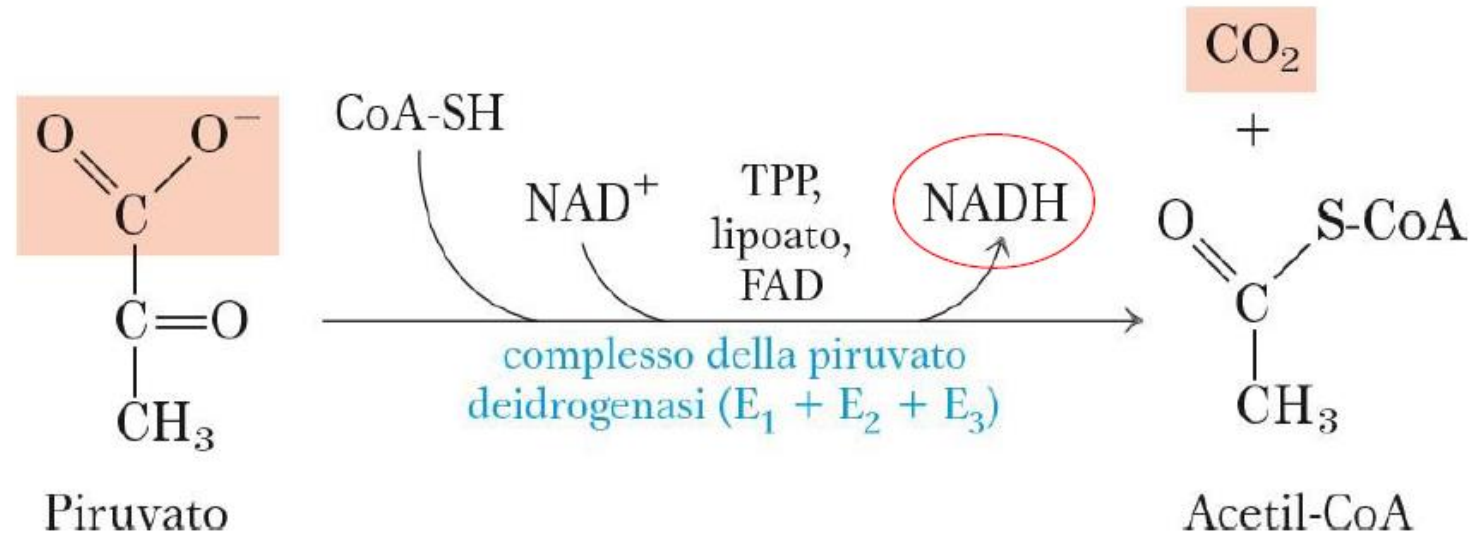 O O⁻
C
C=O
CH₃
Piruvato
CoA-SH
NAD⁺
TPP,
lipoato,
FAD
NADH
complesso della piruvato
deidrogenasi (E₁ + E₂ + E₃)
CO₂
+
O S-CoA
C
CH₃
Acetil-CoA